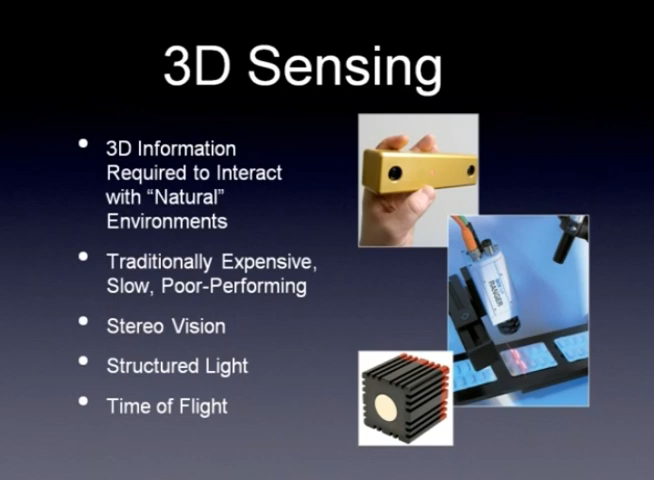 3D Sensing
• 3D Information
Required to Interact
with “Natural”
Environments
• Traditionally Expensive,
Slow, Poor-Performing
• Stereo Vision
• Structured Light
• Time of Flight
RANGER